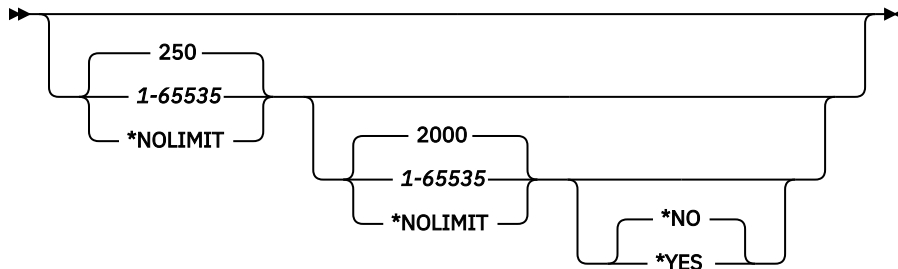 250
1-65535
*NOLIMIT
2000
1-65535
*NOLIMIT
*NO
*YES